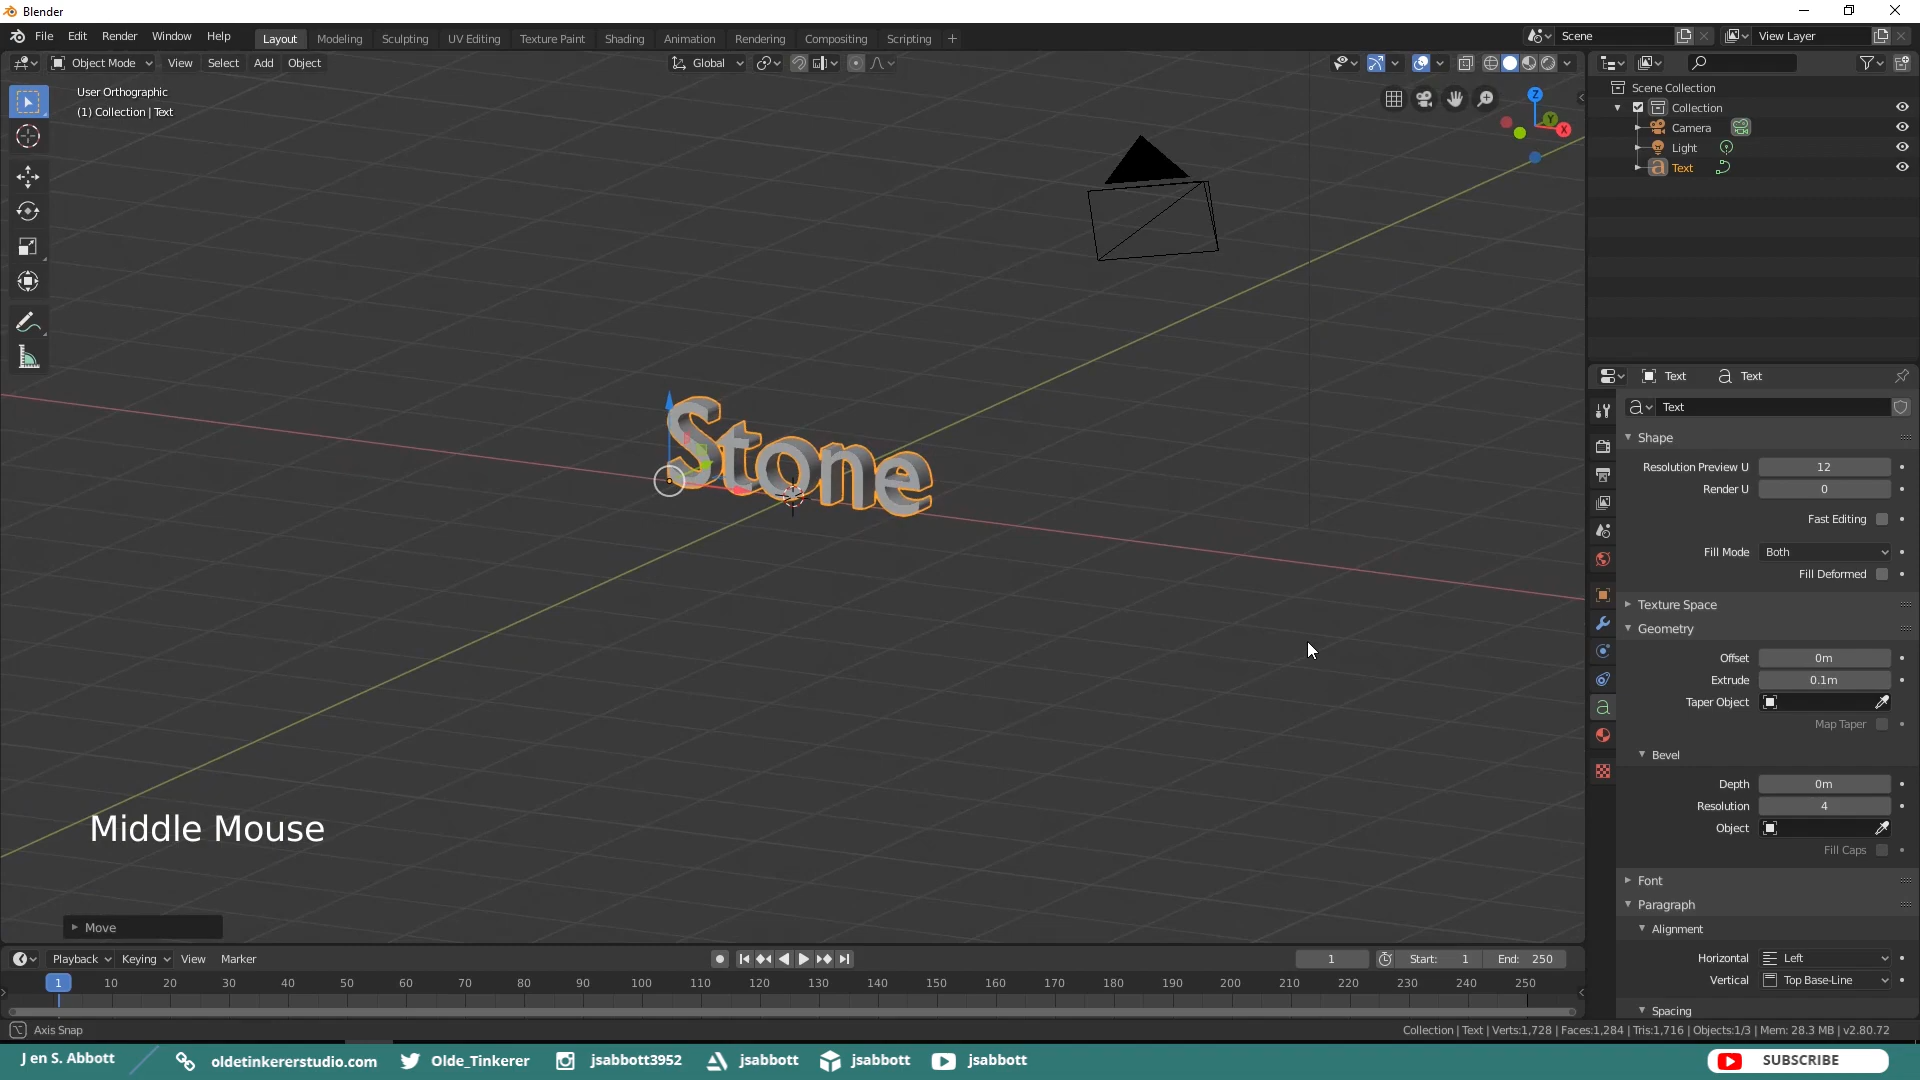 Blender
File Edit Render Window Help Layout Modeling Sculpting UV Editing Texture Paint Shading Animation Rendering Compositing Scripting + Scene View Layer
Object Mode View Select Add Object Global
User Orthographic
(1) Collection | Text
Z
Y
X
Scene Collection
Collection
Camera
Light
Text
Text Text
Text
Shape
Resolution Preview U 12
Render U 0
Fast Editing
Fill Mode Both
Fill Deformed
Texture Space
Geometry
Offset 0m
Extrude 0.1m
Taper Object
Map Taper
Bevel
Depth 0m
Resolution 4
Object
Fill Caps
Font
Paragraph
Alignment
Horizontal Left
Vertical Top Base-Line
Spacing
Stone
Middle Mouse
Move
Playback Keying View Marker 1 Start: 1 End: 250
1 10 20 30 40 50 60 70 80 90 100 110 120 130 140 150 160 170 180 190 200 210 220 230 240 250
Axis Snap
Collection | Text | Verts:1,728 | Faces:1,284 | Tris:1,716 | Objects:1/3 | Mem: 28.3 MB | v2.80.72
J en S. Abbott oldetinkererstudio.com Olde_Tinkerer jsabbott3952 jsabbott jsabbott jsabbott SUBSCRIBE